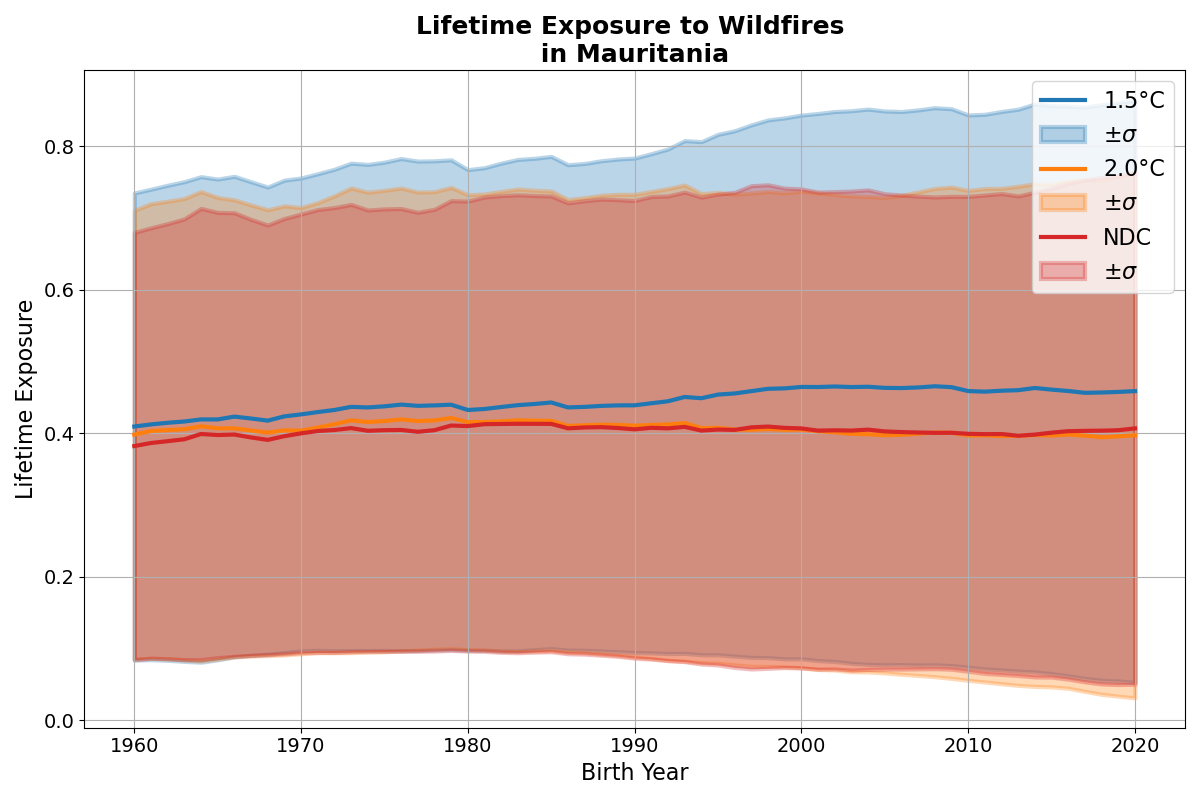 Lifetime Exposure to Wildfires
in Mauritania
Lifetime Exposure
0.8
0.6
0.4
0.2
0.0
1960 1970 1980 1990 2000 2010 2020
Birth Year
1.5°C
±σ
2.0°C
±σ
NDC
±σ